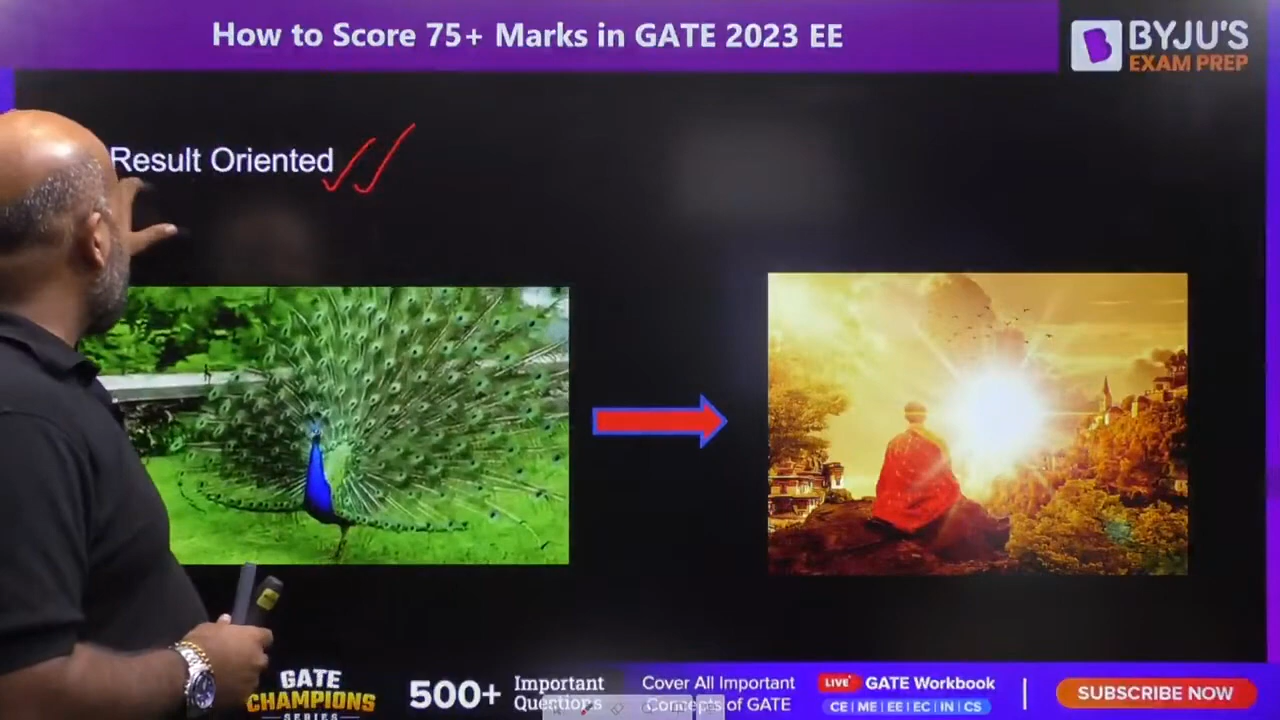 How to Score 75+ Marks in GATE 2023 EE
BYJU'S
EXAM PREP
Result Oriented
GATE
CHAMPIONS
SERIES
500+
Important
Questions
Cover All Important
Concepts of GATE
LIVE
GATE Workbook
CE | ME | EE | EC | IN | CS
SUBSCRIBE NOW